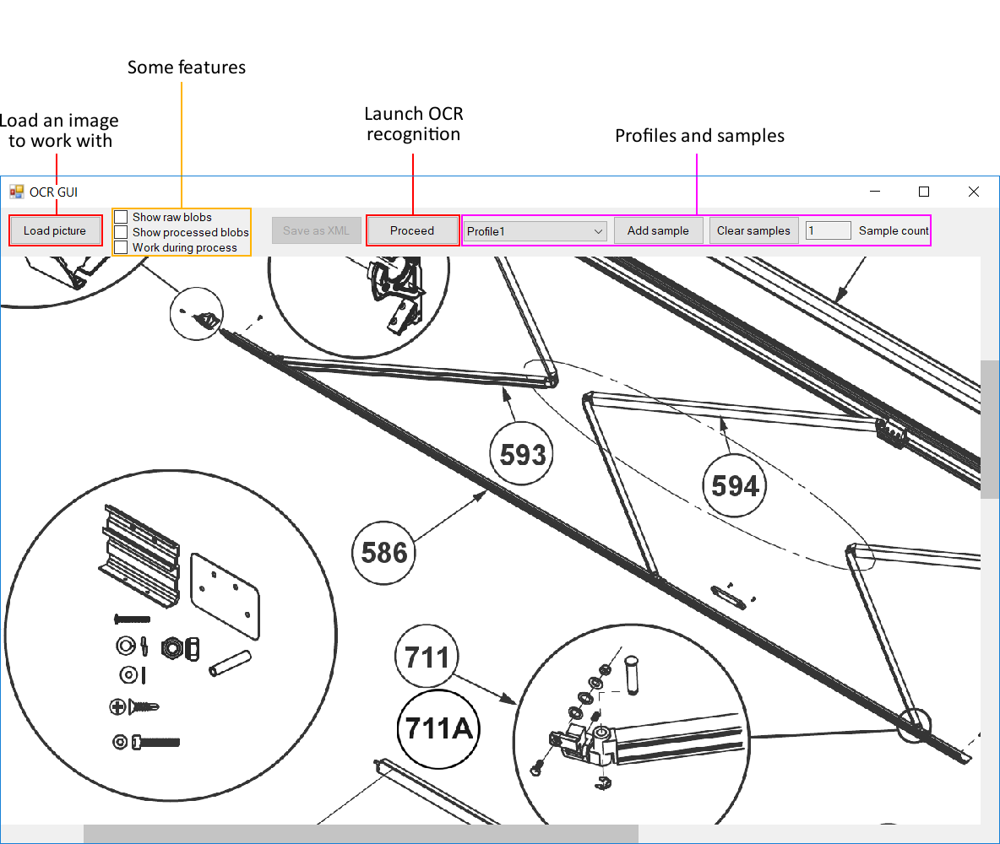 Some features
Load an image
to work with
Launch OCR
recognition
Profiles and samples
OCR GUI
Load picture
Show raw blobs
Show processed blobs
Work during process
Save as XML
Proceed
Profile1
Add sample
Clear samples
1
Sample count
593
594
586
711
711A